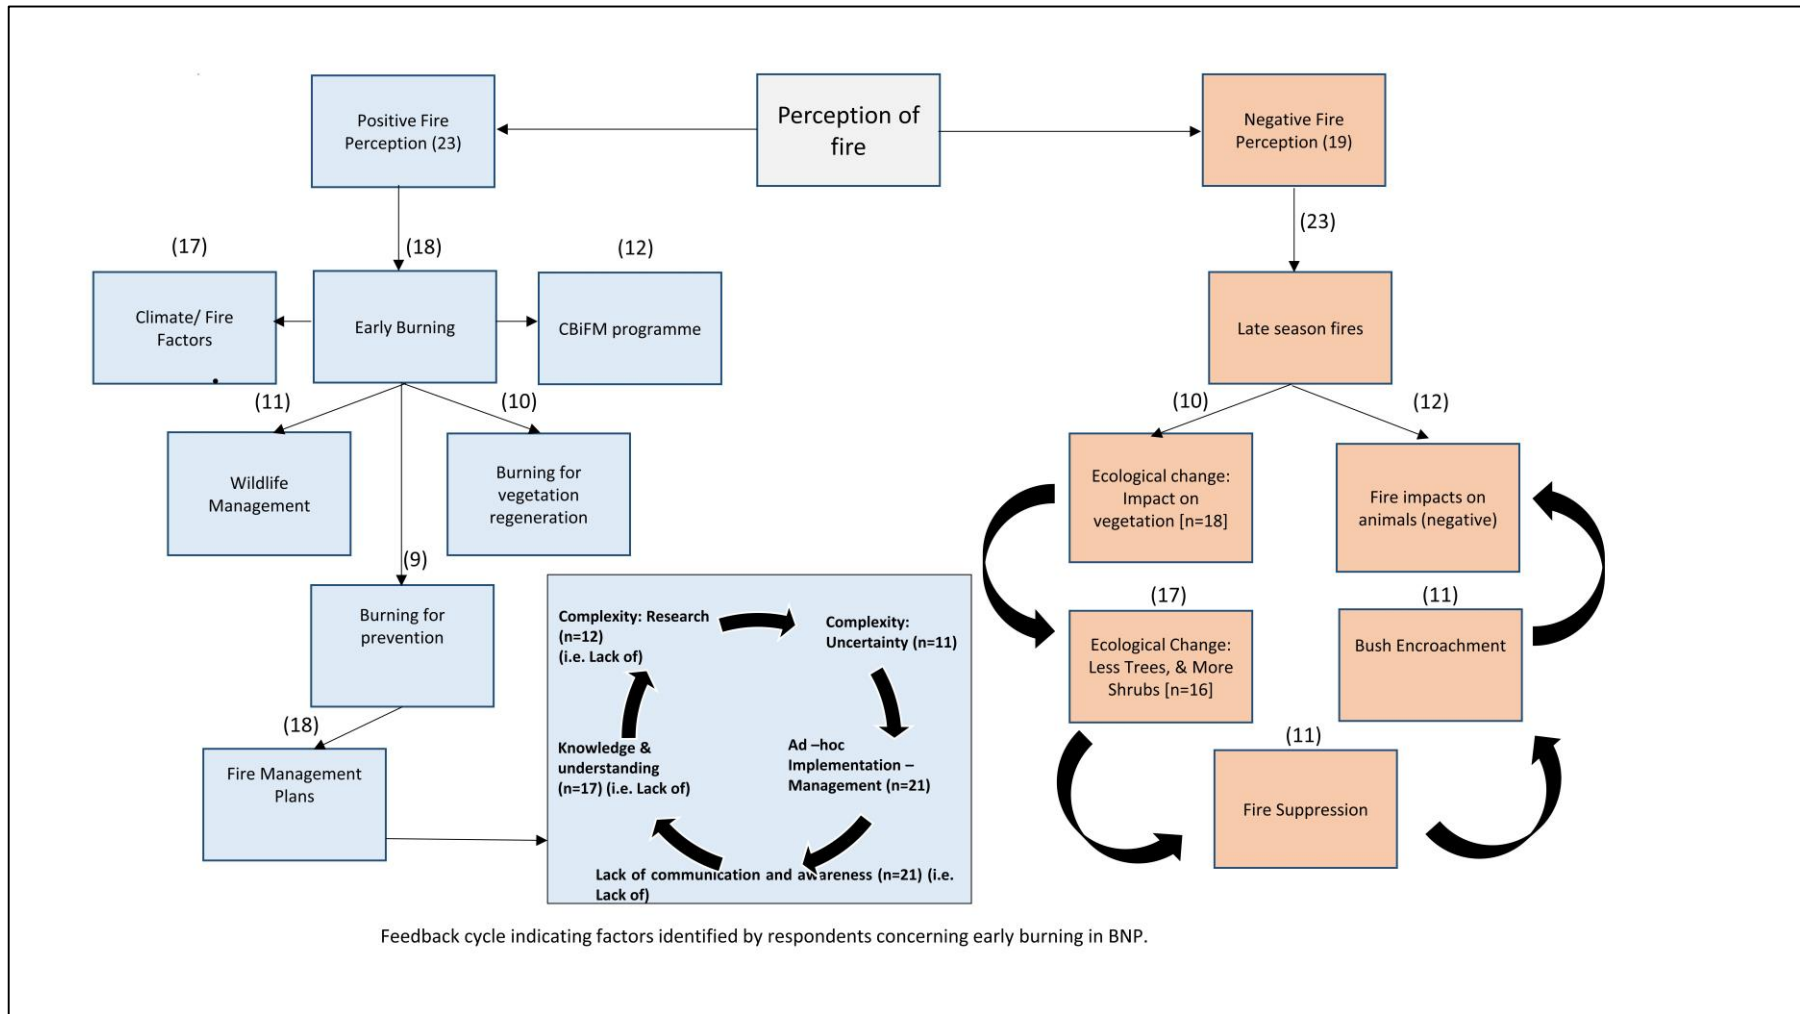 Perception of
fire
Positive Fire
Perception (23)
Negative Fire
Perception (19)
(18)
(23)
(17)
(12)
Climate/ Fire
Factors
Early Burning
CBiFM programme
Late season fires
(11)
(10)
(10)
(12)
Wildlife
Management
Burning for
vegetation
regeneration
(9)
Burning for
prevention
(18)
Fire Management
Plans
Complexity: Research
(n=12)
(i.e. Lack of)
Complexity:
Uncertainty (n=11)
Knowledge &
understanding
(n=17) (i.e. Lack of)
Ad –hoc
Implementation –
Management (n=21)
Lack of communication and awareness (n=21) (i.e.
Lack of)
Ecological change:
Impact on
vegetation [n=18]
Fire impacts on
animals (negative)
(17)
(11)
Ecological Change:
Less Trees, & More
Shrubs [n=16]
Bush Encroachment
(11)
Fire Suppression
Feedback cycle indicating factors identified by respondents concerning early burning in BNP.